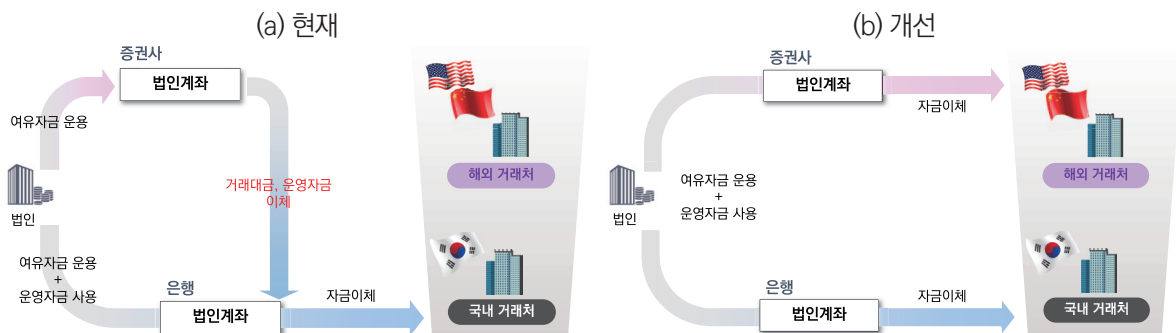 (a) 현재
증권사
법인계좌
여유자금 운용
법인
거래대금, 운영자금
이체
여유자금 운용
+
운영자금 사용
은행
법인계좌
자금이체
해외 거래처
국내 거래처
(b) 개선
증권사
법인계좌
자금이체
법인
여유자금 운용
+
운영자금 사용
은행
법인계좌
자금이체
해외 거래처
국내 거래처